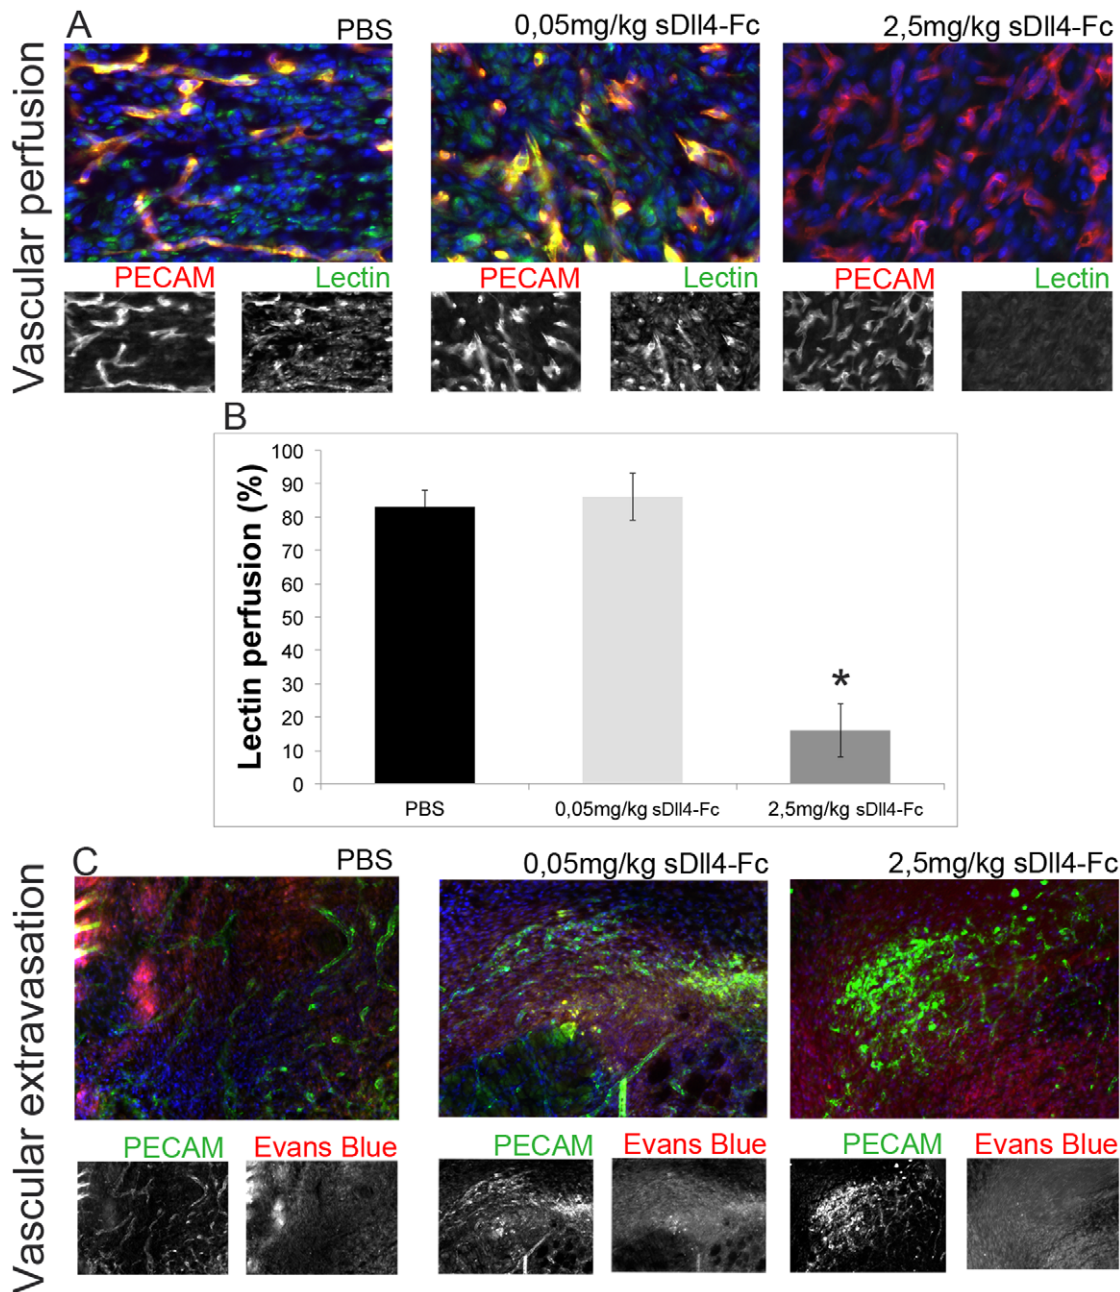 A
PBS
0,05mg/kg sDll4-Fc
2,5mg/kg sDll4-Fc
Vascular perfusion
PECAM
Lectin
PECAM
Lectin
PECAM
Lectin
B
Lectin perfusion (%)
100
90
80
70
60
50
40
30
20
10
0
*
PBS
0,05mg/kg sDll4-Fc
2,5mg/kg sDll4-Fc
C
PBS
0,05mg/kg sDll4-Fc
2,5mg/kg sDll4-Fc
Vascular extravasation
PECAM
Evans Blue
PECAM
Evans Blue
PECAM
Evans Blue